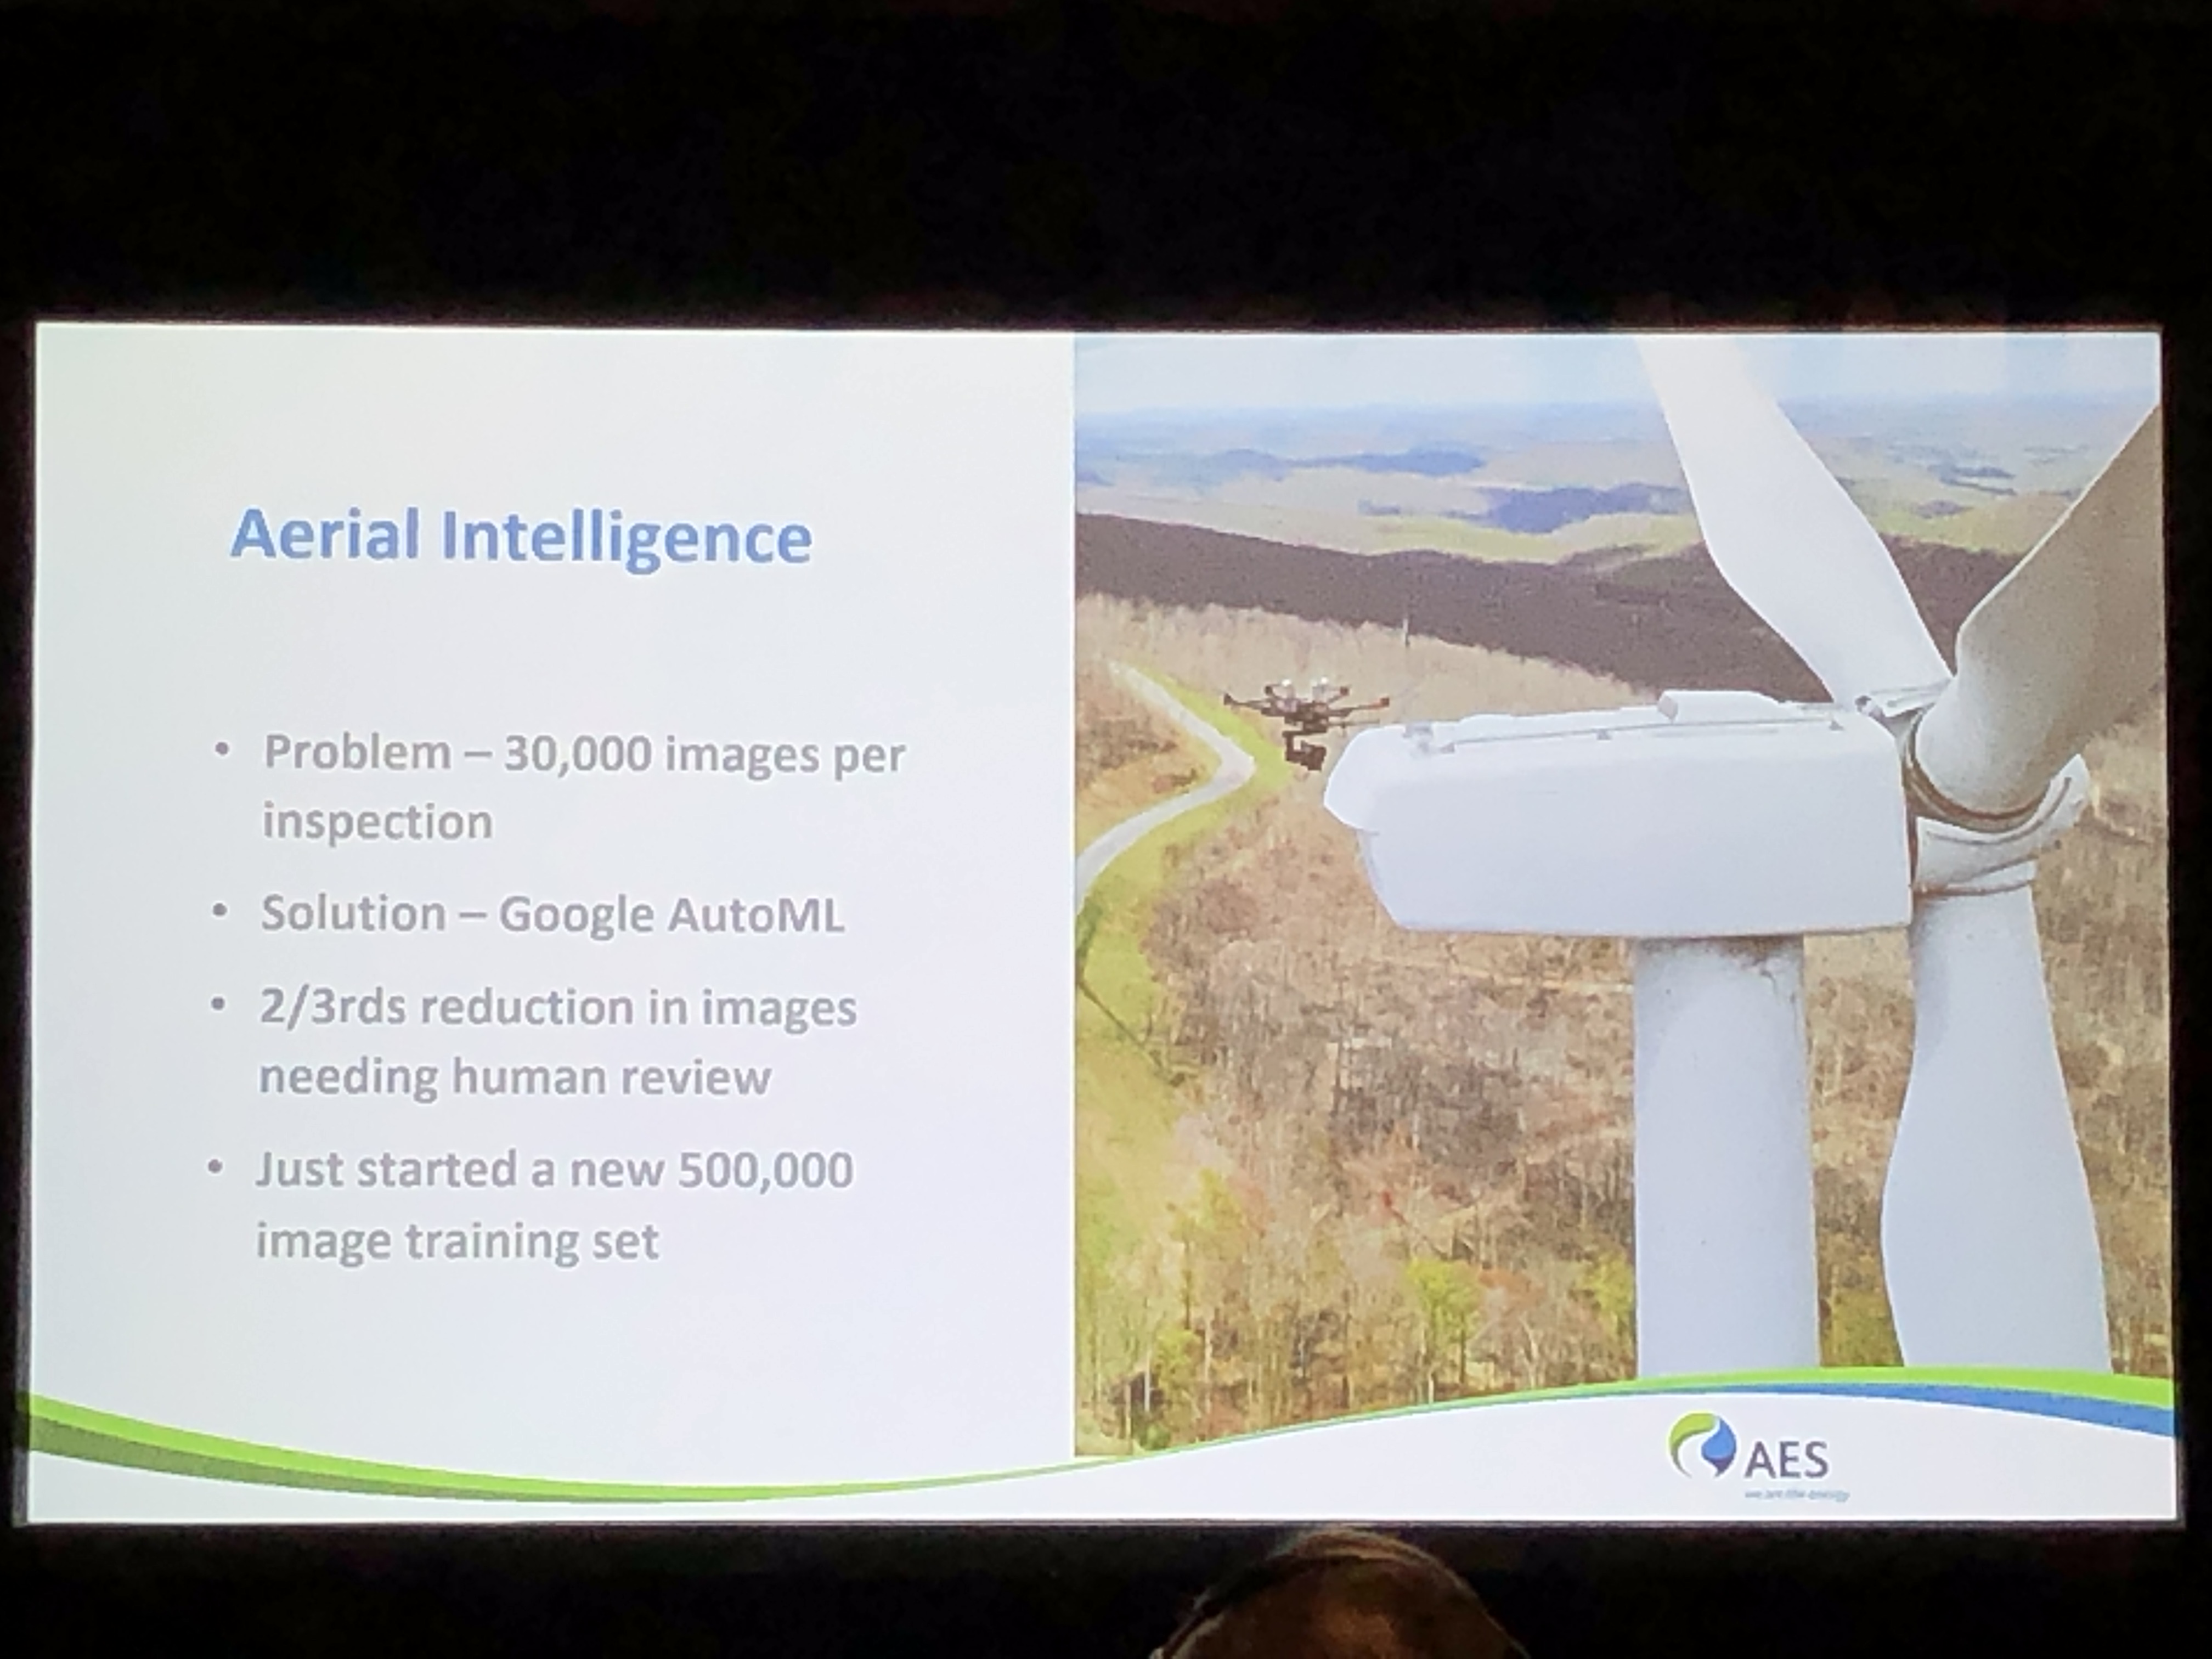 Aerial Intelligence
• Problem – 30,000 images per
inspection
• Solution – Google AutoML
• 2/3rds reduction in images
needing human review
• Just started a new 500,000
image training set
AES
we are the energy